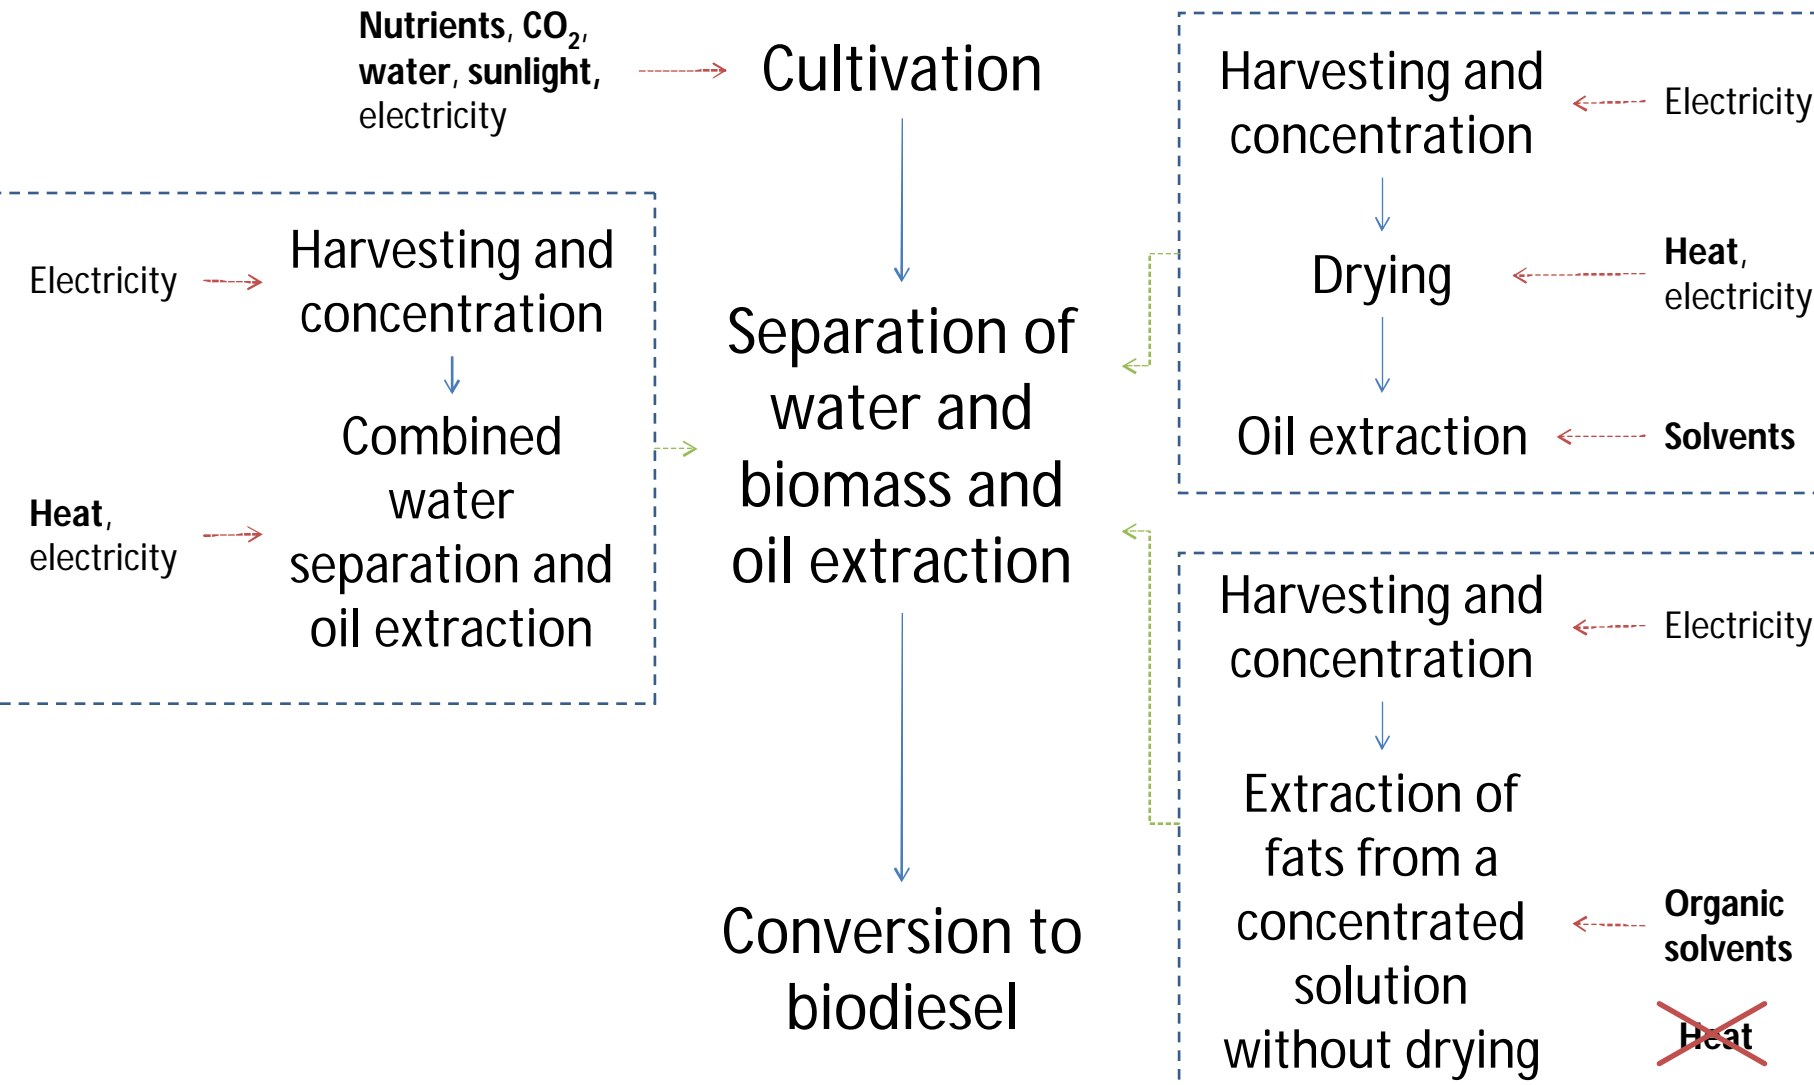 Nutrients, CO₂,
water, sunlight,
electricity
Cultivation
Separation of
water and
biomass and
oil extraction
Conversion to
biodiesel
Electricity
Harvesting and
concentration
Heat,
electricity
Combined
water
separation and
oil extraction
Harvesting and
concentration
Electricity
Drying
Heat,
electricity
Oil extraction
Solvents
Harvesting and
concentration
Electricity
Extraction of
fats from a
concentrated
solution
without drying
Organic
solvents
Heat